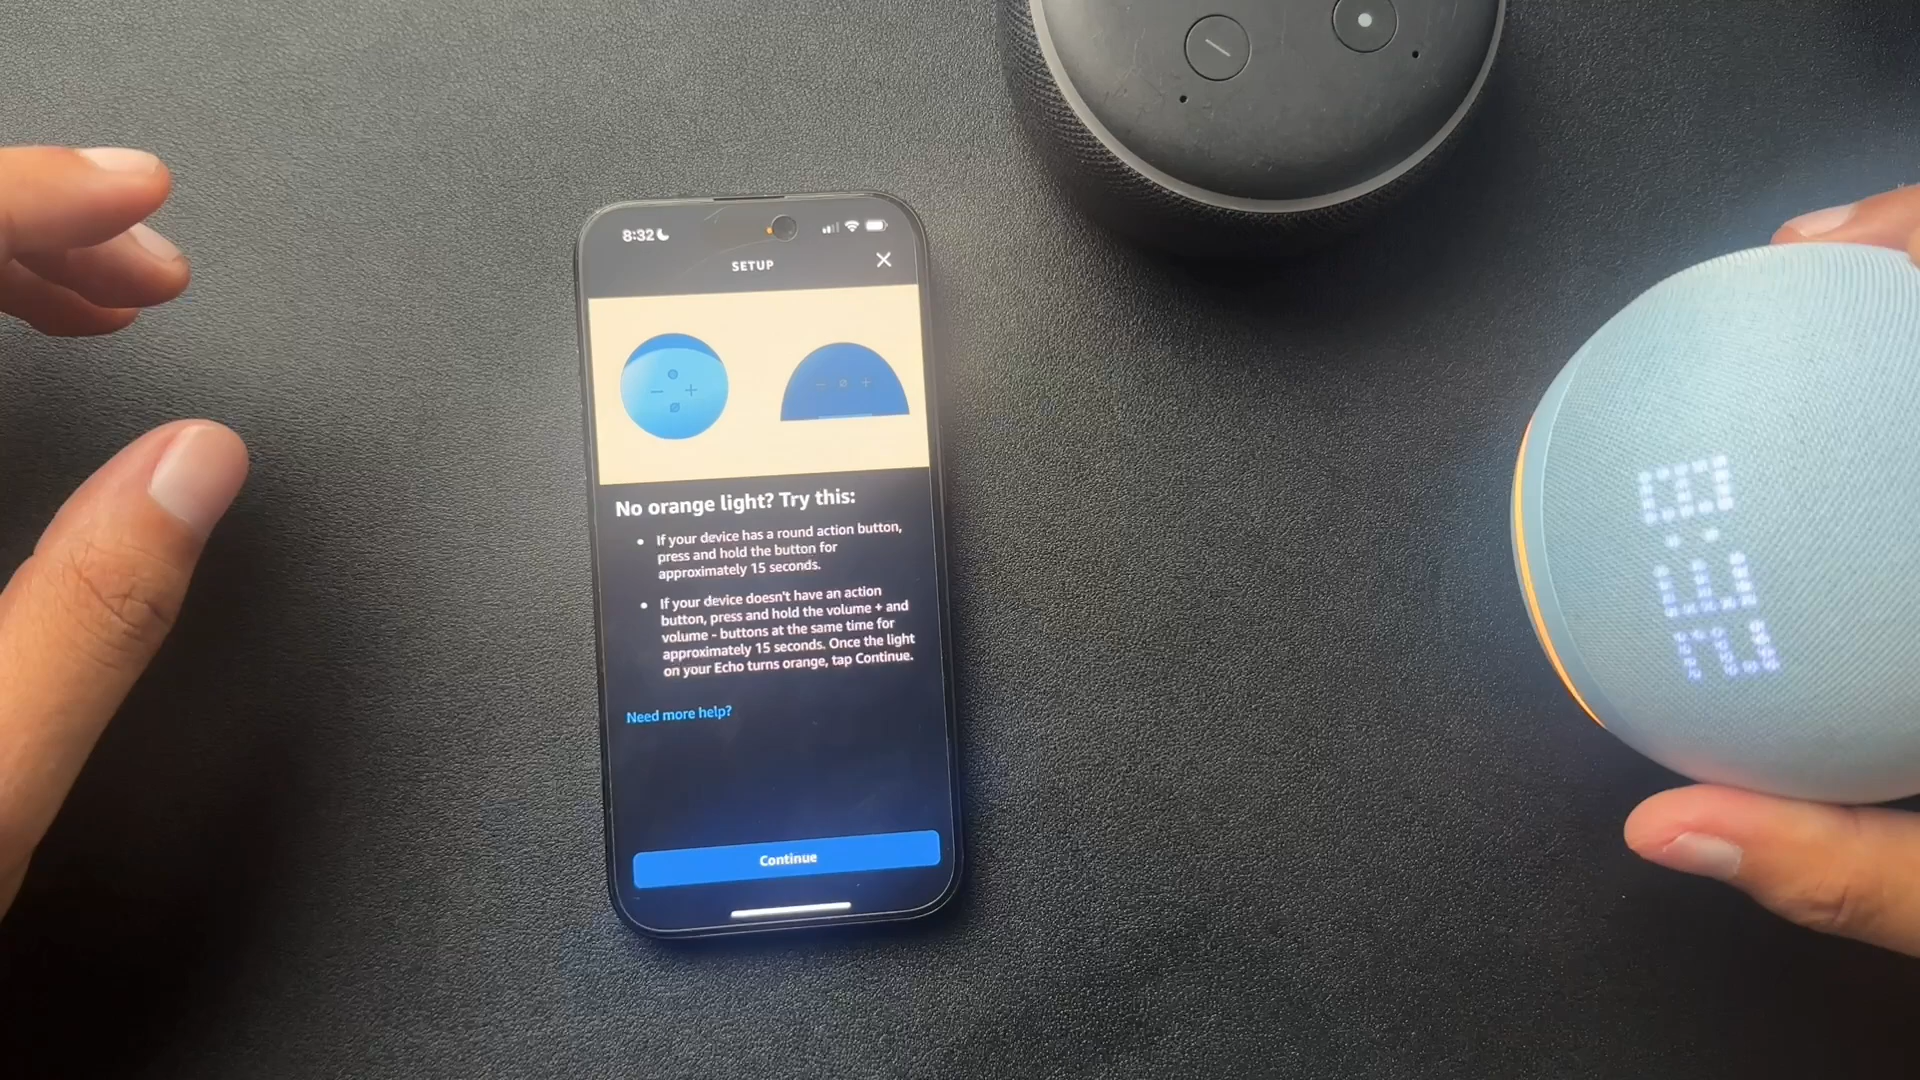 8:32
SETUP
No orange light? Try this:
• If your device has a round action button,
press and hold the button for
approximately 15 seconds.
• If your device doesn't have an action
button, press and hold the volume + and
volume - buttons at the same time for
approximately 15 seconds. Once the light
on your Echo turns orange, tap Continue.
Need more help?
Continue
8:32